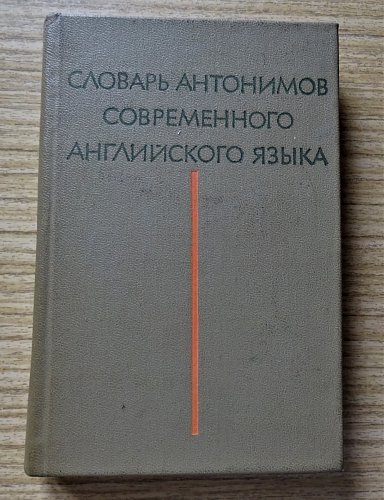 СЛОВАРЬ АНТОНИМОВ
СОВРЕМЕННОГО
АНГЛИЙСКОГО ЯЗЫКА